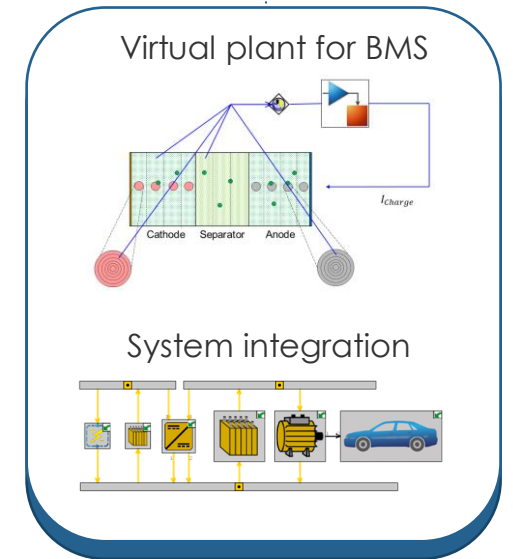 Virtual plant for BMS
I_Charge
Cathode Separator Anode
System integration